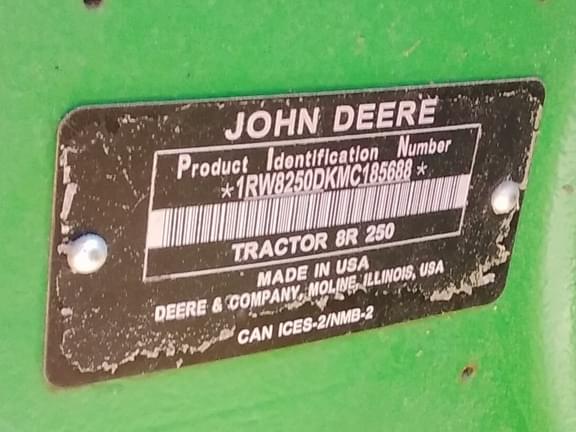 JOHN DEERE
Product Identification Number
*1RW8250DKMC185688*
TRACTOR 8R 250
MADE IN USA
DEERE & COMPANY, MOLINE, ILLINOIS, USA
CAN ICES-2/NMB-2